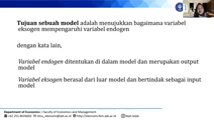 Tujuan sebuah model adalah menujukkan bagaimana variabel
eksogen mempengaruhi variabel endogen
dengan kata lain,
Variabel endogen ditentukan di dalam model dan merupakan output
model
Variabel eksogen berasal dari luar model dan bertindak sebagai input
model
Department of Economics – Faculty of Economics and Management